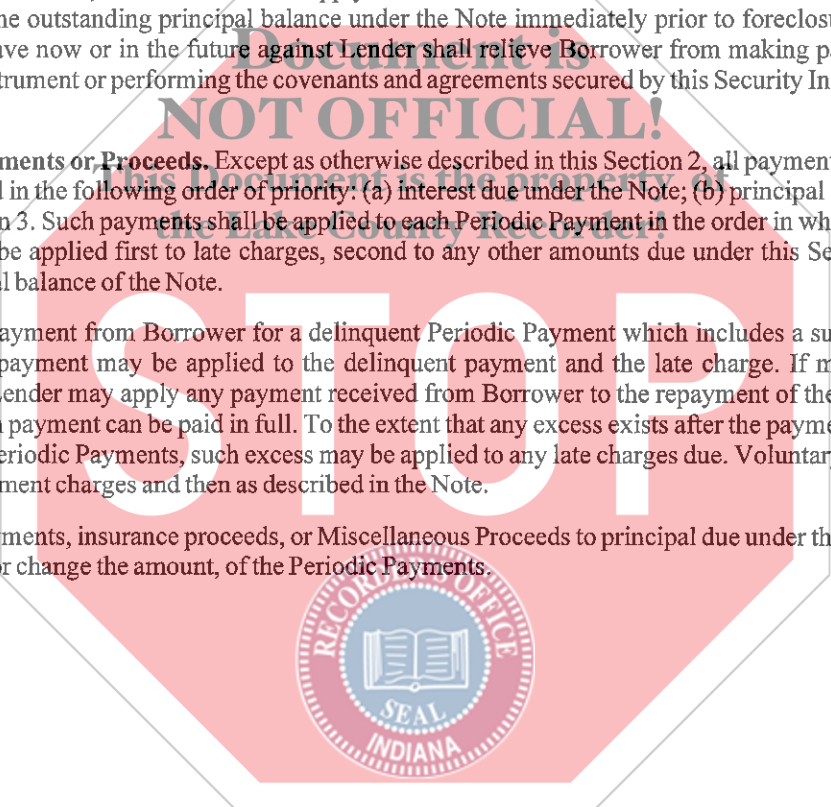 he outstanding principal balance under the Note immediately prior to foreclosu
ave now or in the future against Lender shall relieve Borrower from making pa
trument or performing the covenants and agreements secured by this Security In
Document is
NOT OFFICIAL!
ments or Proceeds. Except as otherwise described in this Section 2, all payment
d in the following order of priority: (a) interest due under the Note; (b) principal
This Document is the property of
n 3. Such payments shall be applied to each Periodic Payment in the order in wh
the Lake County Recorder!
be applied first to late charges, second to any other amounts due under this Se
l balance of the Note.
ayment from Borrower for a delinquent Periodic Payment which includes a su
payment may be applied to the delinquent payment and the late charge. If m
Lender may apply any payment received from Borrower to the repayment of the
payment can be paid in full. To the extent that any excess exists after the payme
eriodic Payments, such excess may be applied to any late charges due. Voluntar
ment charges and then as described in the Note.
STOP
ments, insurance proceeds, or Miscellaneous Proceeds to principal due under th
or change the amount, of the Periodic Payments.
RECORDER'S OFFICE
SEAL
INDIANA